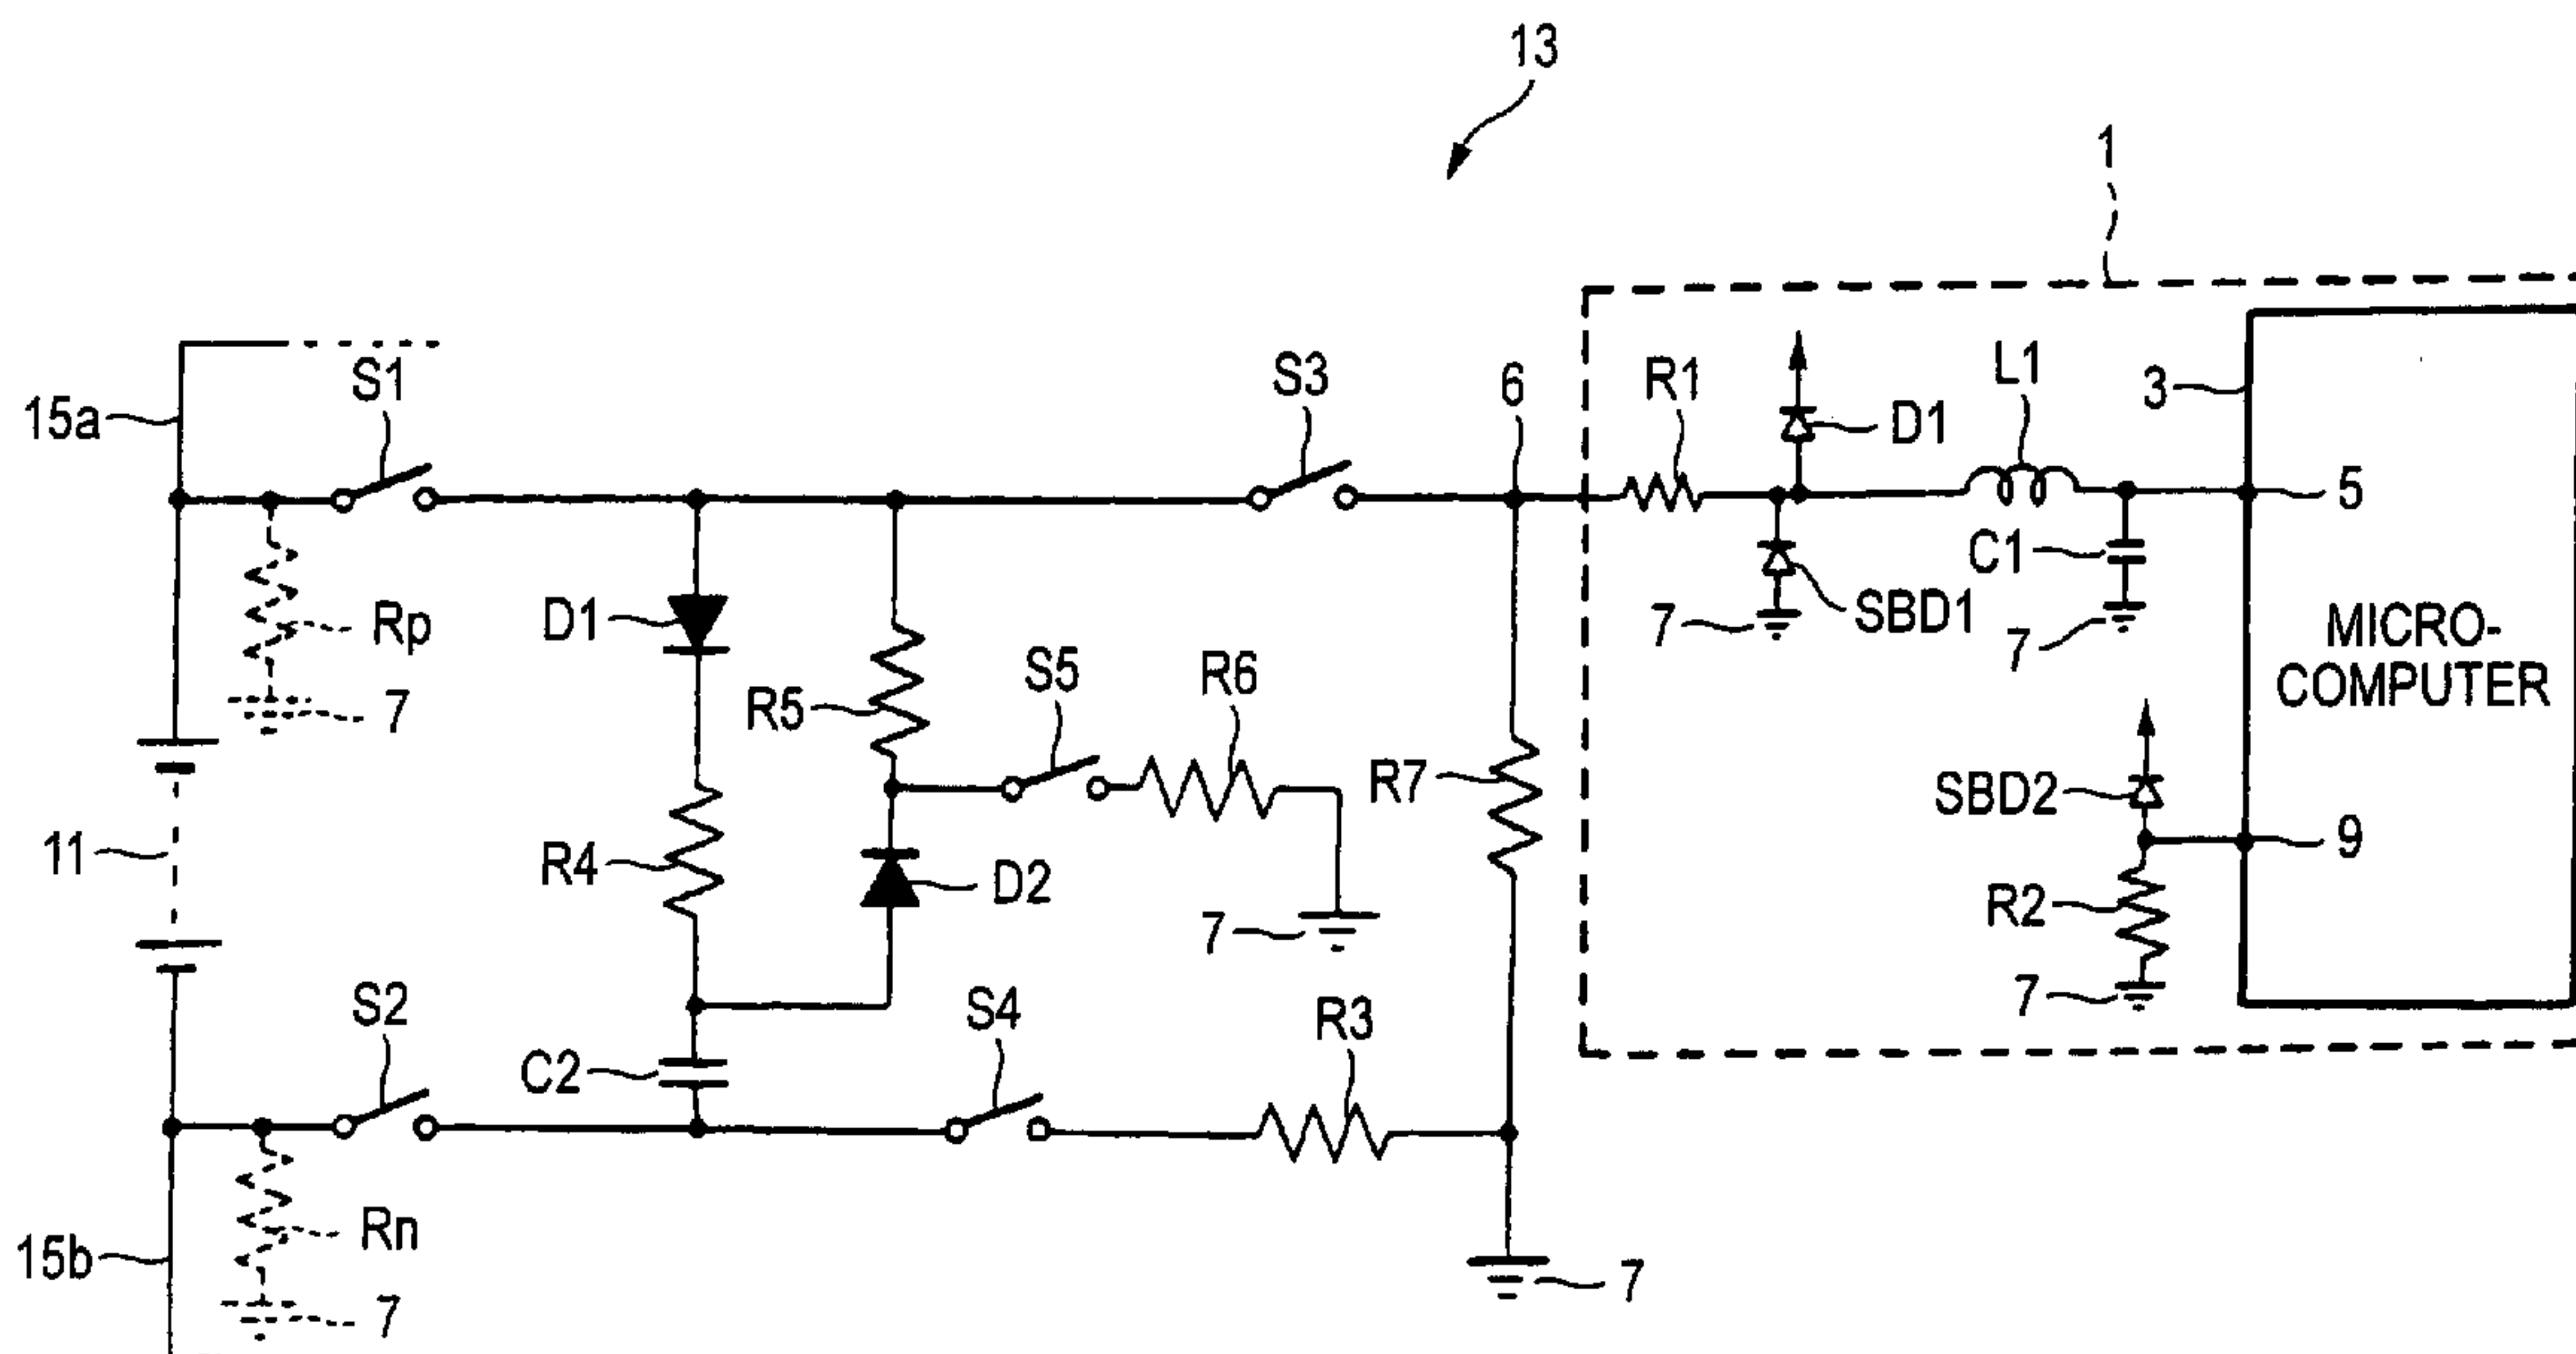 13
1
S1
S3
6
R1
D1
L1
3
15a
5
C1
Rp
D1
R5
S5
R6
7
SBD1
7
MICRO-
COMPUTER
7
R7
SBD2
11
R4
D2
9
7
R2
S2
S4
R3
7
C2
Rn
15b
7
7